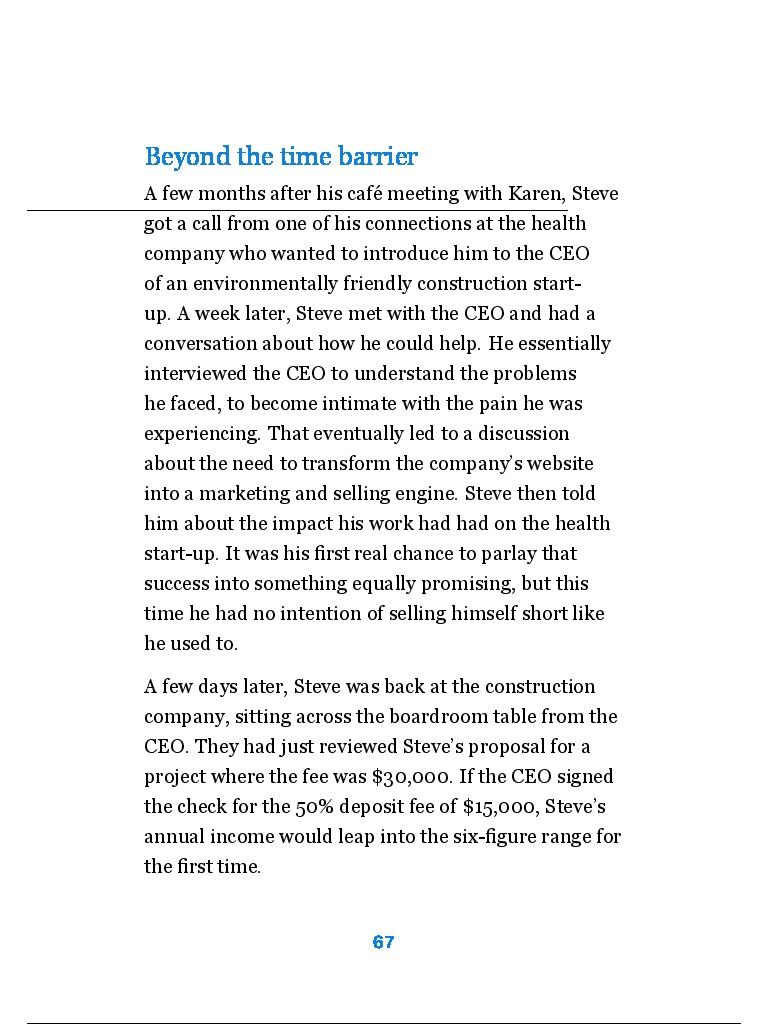 Beyond the time barrier
A few months after his café meeting with Karen, Steve
got a call from one of his connections at the health
company who wanted to introduce him to the CEO
of an environmentally friendly construction start-
up. A week later, Steve met with the CEO and had a
conversation about how he could help. He essentially
interviewed the CEO to understand the problems
he faced, to become intimate with the pain he was
experiencing. That eventually led to a discussion
about the need to transform the company’s website
into a marketing and selling engine. Steve then told
him about the impact his work had had on the health
start-up. It was his first real chance to parlay that
success into something equally promising, but this
time he had no intention of selling himself short like
he used to.
A few days later, Steve was back at the construction
company, sitting across the boardroom table from the
CEO. They had just reviewed Steve’s proposal for a
project where the fee was $30,000. If the CEO signed
the check for the 50% deposit fee of $15,000, Steve’s
annual income would leap into the six-figure range for
the first time.
67